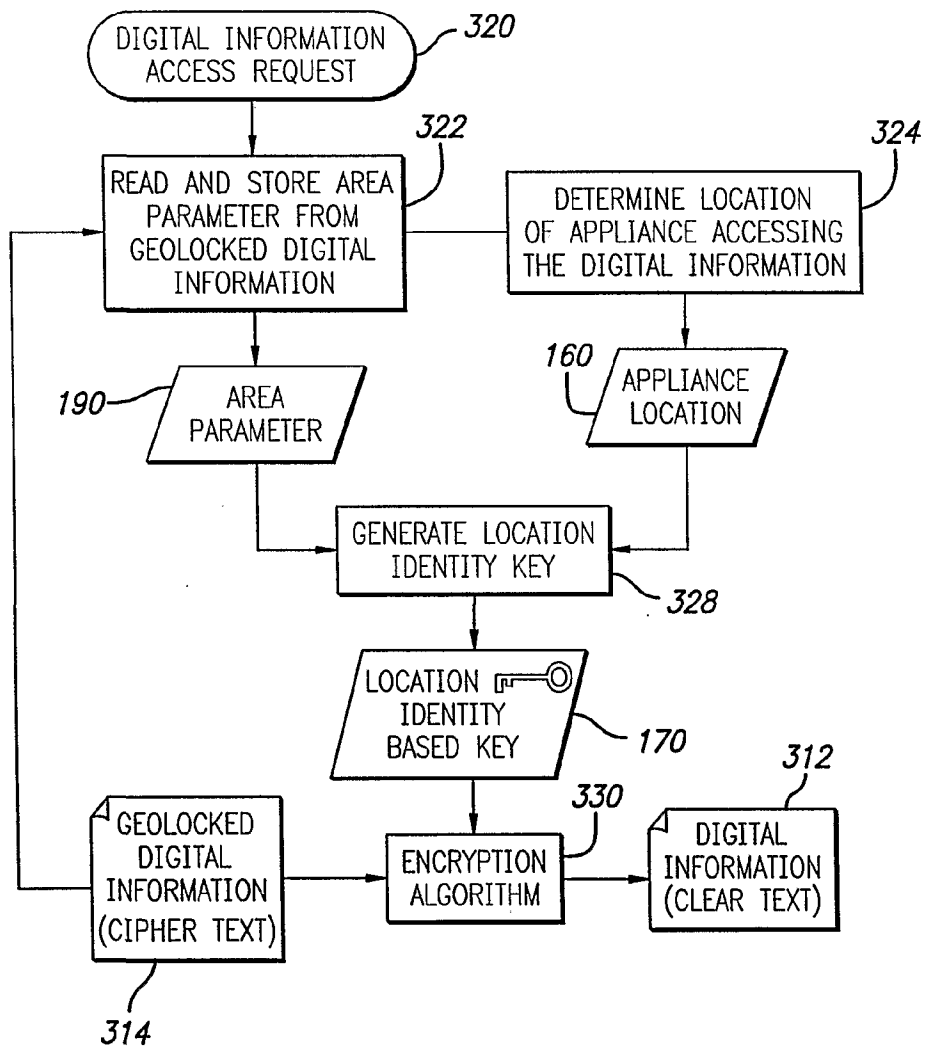 DIGITAL INFORMATION
ACCESS REQUEST
320
322
READ AND STORE AREA
PARAMETER FROM
GEOLOCKED DIGITAL
INFORMATION
324
DETERMINE LOCATION
OF APPLIANCE ACCESSING
THE DIGITAL INFORMATION
190
AREA
PARAMETER
160
APPLIANCE
LOCATION
GENERATE LOCATION
IDENTITY KEY
328
LOCATION
IDENTITY
BASED KEY
170
GEOLOCKED
DIGITAL
INFORMATION
(CIPHER TEXT)
314
330
ENCRYPTION
ALGORITHM
312
DIGITAL
INFORMATION
(CLEAR TEXT)